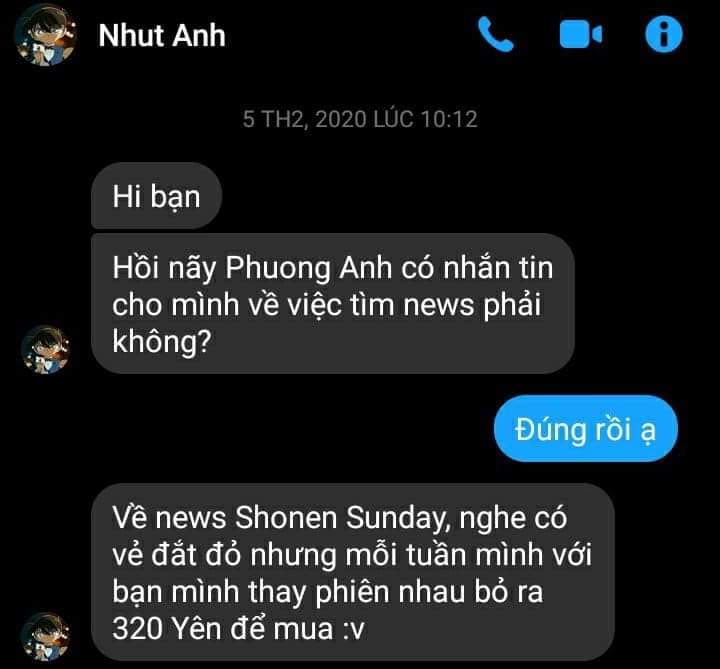 Nhut Anh
5 TH2, 2020 LÚC 10:12
Hi bạn
Hồi nãy Phuong Anh có nhắn tin
cho mình về việc tìm news phải
không?
Đúng rồi ạ
Về news Shonen Sunday, nghe có
vẻ đắt đỏ nhưng mỗi tuần mình với
bạn mình thay phiên nhau bỏ ra
320 Yên để mua :v